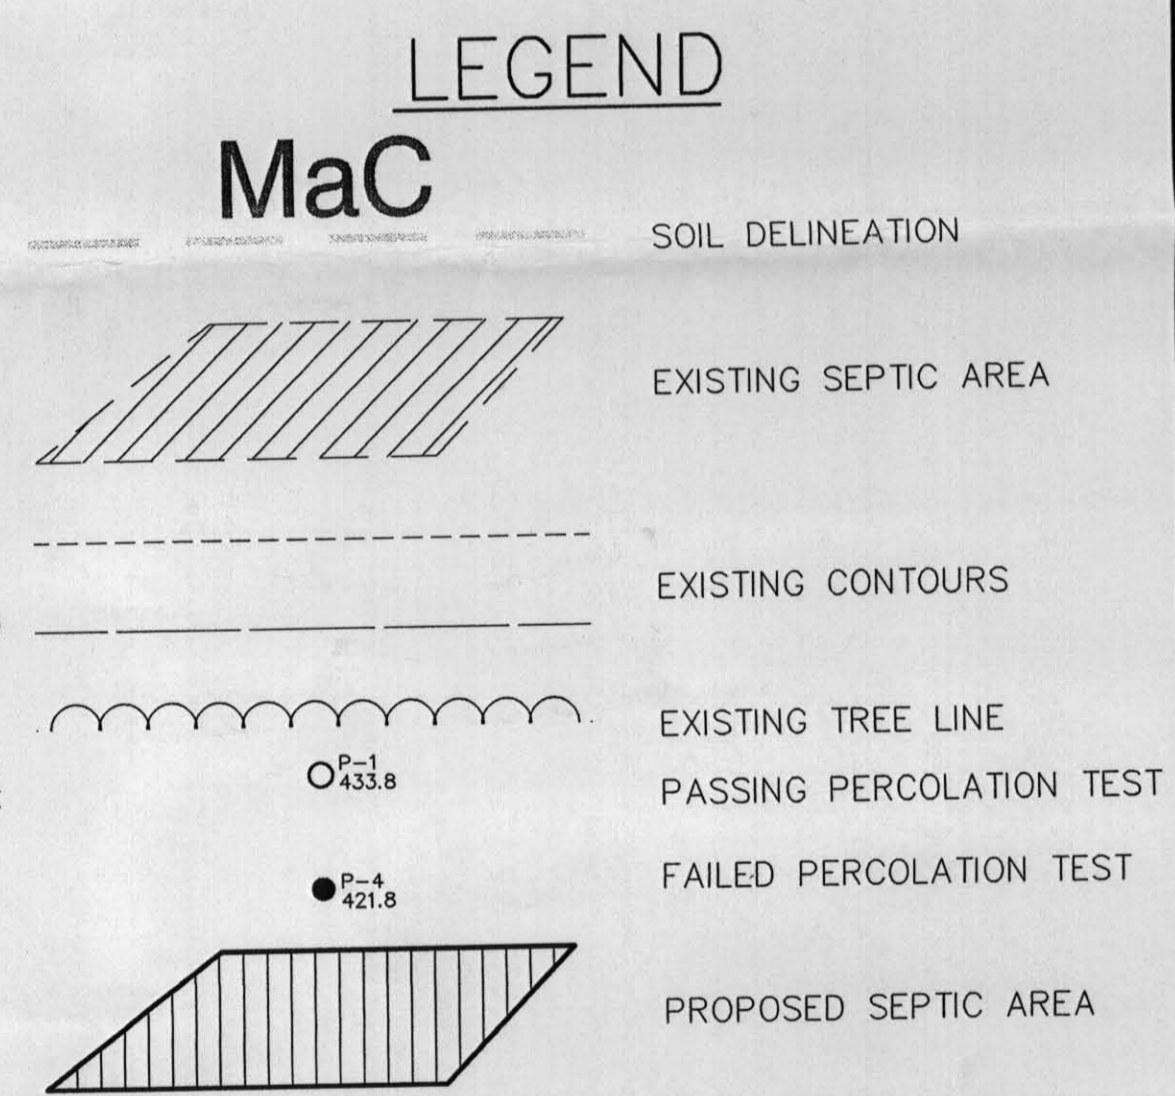 LEGEND
MaC
SOIL DELINEATION
EXISTING SEPTIC AREA
EXISTING CONTOURS
EXISTING TREE LINE
P-1
433.8
PASSING PERCOLATION TEST
P-4
421.8
FAILED PERCOLATION TEST
PROPOSED SEPTIC AREA